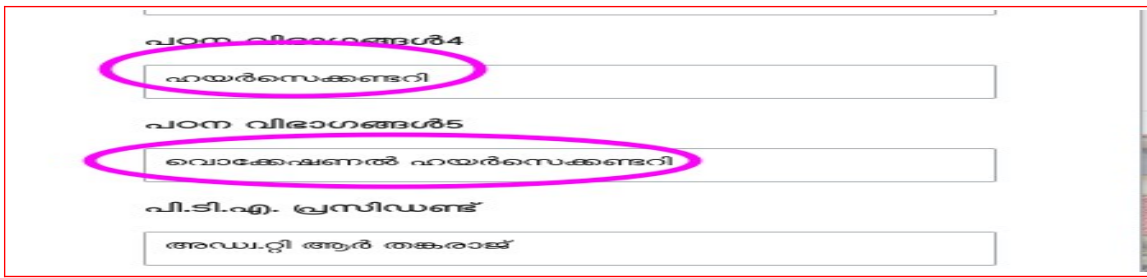 പഠന വിഭാഗങ്ങൾ4
ഹയർസെക്കണ്ടറി
പഠന വിഭാഗങ്ങൾ5
വൊക്കേഷണൽ ഹയർസെക്കണ്ടറി
പി.ടി.എ. പ്രസിഡണ്ട്
അഡ്വ.റ്റി ആർ തങ്കരാജ്